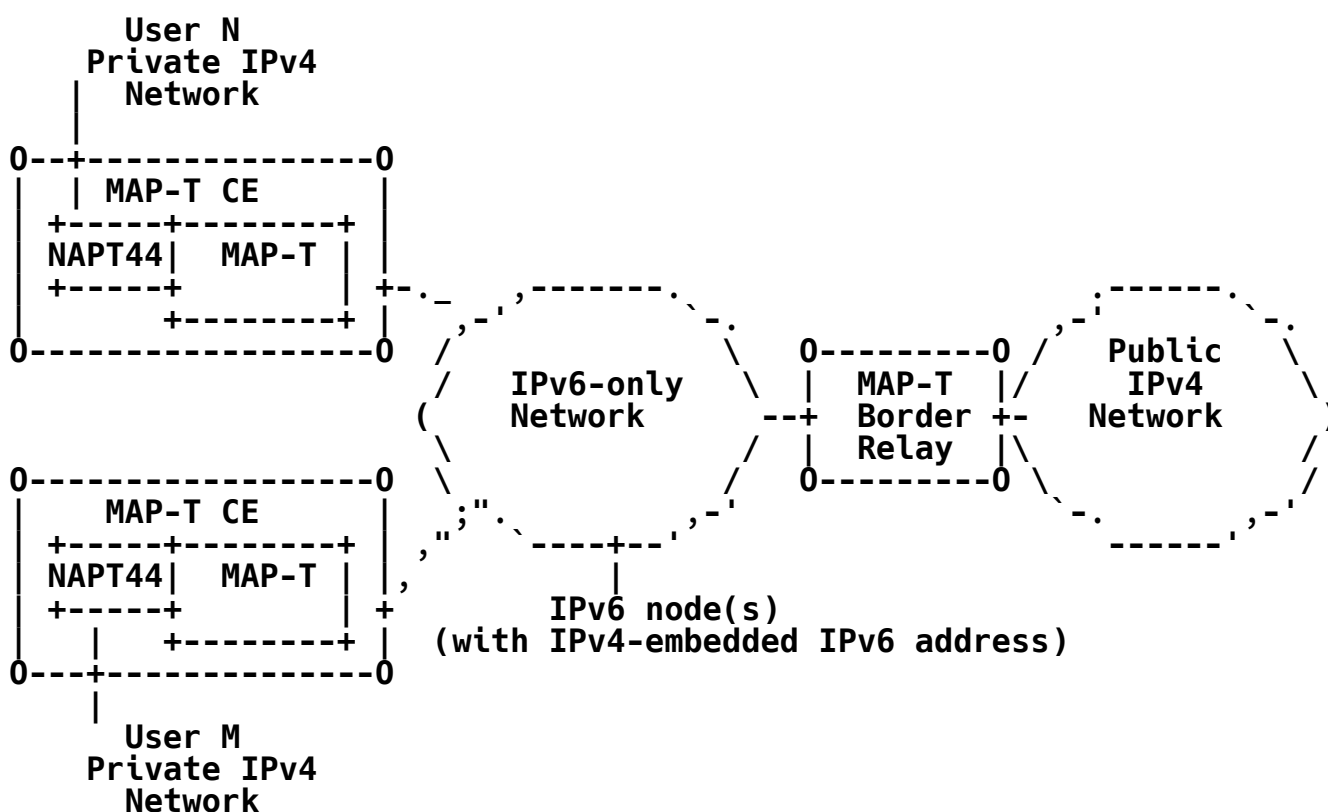 User N
Private IPv4
Network
MAP-T CE
NAPT44 MAP-T
IPv6-only
Network
MAP-T
Border
Relay
Public
IPv4
Network
MAP-T CE
NAPT44 MAP-T
IPv6 node(s)
(with IPv4-embedded IPv6 address)
User M
Private IPv4
Network